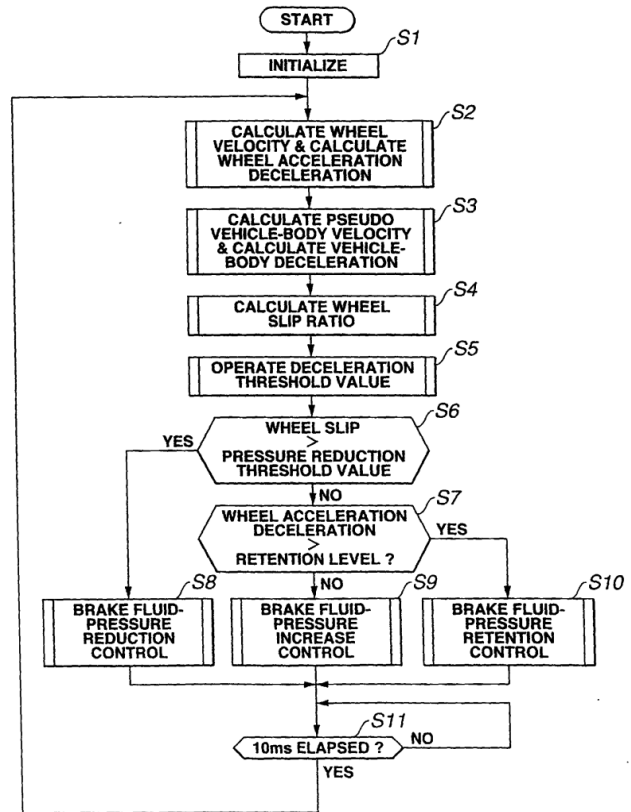 START
S1
INITIALIZE
S2
CALCULATE WHEEL
VELOCITY & CALCULATE
WHEEL ACCELERATION
DECELERATION
S3
CALCULATE PSEUDO
VEHICLE-BODY VELOCITY
& CALCULATE VEHICLE-
BODY DECELERATION
S4
CALCULATE WHEEL
SLIP RATIO
S5
OPERATE DECELERATION
THRESHOLD VALUE
S6
WHEEL SLIP
>
PRESSURE REDUCTION
THRESHOLD VALUE
YES
NO
S7
WHEEL ACCELERATION
DECELERATION
>
RETENTION LEVEL ?
YES
NO
S8
BRAKE FLUID-
PRESSURE
REDUCTION
CONTROL
S9
BRAKE FLUID-
PRESSURE
INCREASE
CONTROL
S10
BRAKE FLUID-
PRESSURE
RETENTION
CONTROL
S11
10ms ELAPSED ?
NO
YES